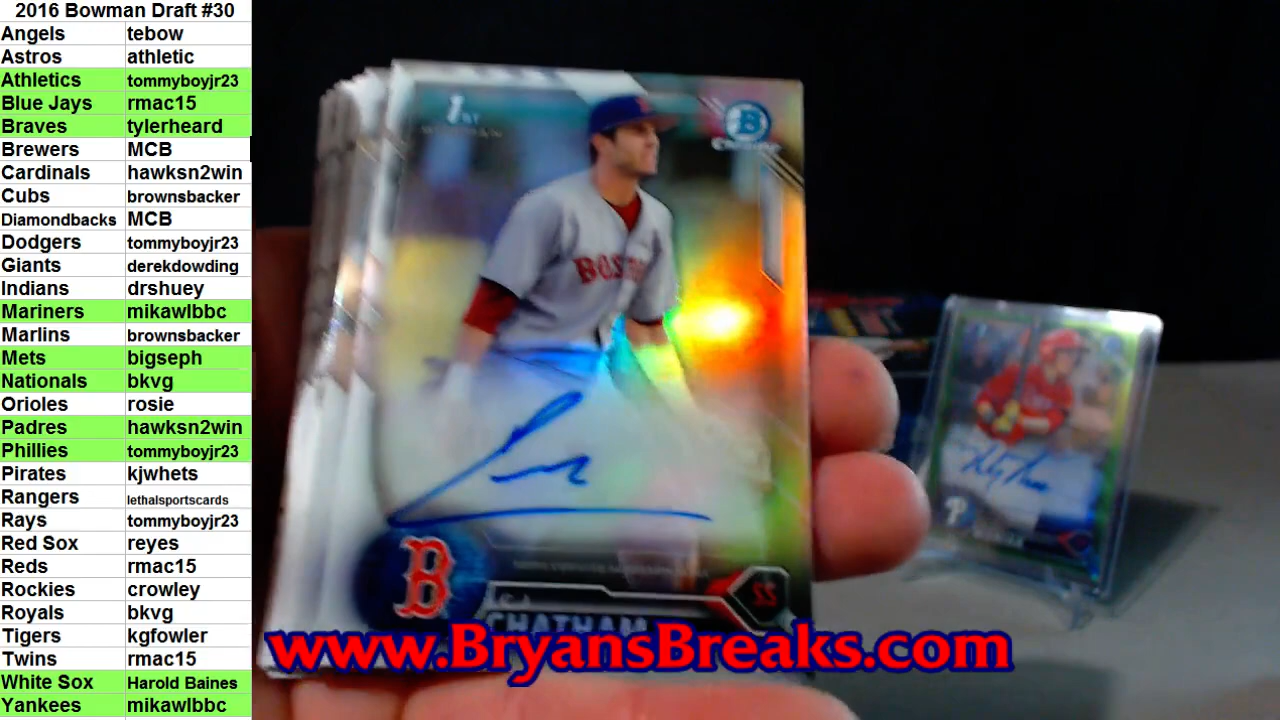 2016 Bowman Draft #30
Angels tebow
Astros athletic
Athletics tommyboyjr23
Blue Jays rmac15
Braves tylerheard
Brewers MCB
Cardinals hawksn2win
Cubs brownsbacker
Diamondbacks MCB
Dodgers tommyboyjr23
Giants derekdowding
Indians drshuey
Mariners mikawlbbc
Marlins brownsbacker
Mets bigseph
Nationals bkvg
Orioles rosie
Padres hawksn2win
Phillies tommyboyjr23
Pirates kjwhets
Rangers lethalsportscards
Rays tommyboyjr23
Red Sox reyes
Reds rmac15
Rockies crowley
Royals bkvg
Tigers kgfowler
Twins rmac15
White Sox Harold Baines
Yankees mikawlbbc
1ST
B
CHROME
BOSTON
B
SS
C.J.
CHATHAM
P
www.BryansBreaks.com